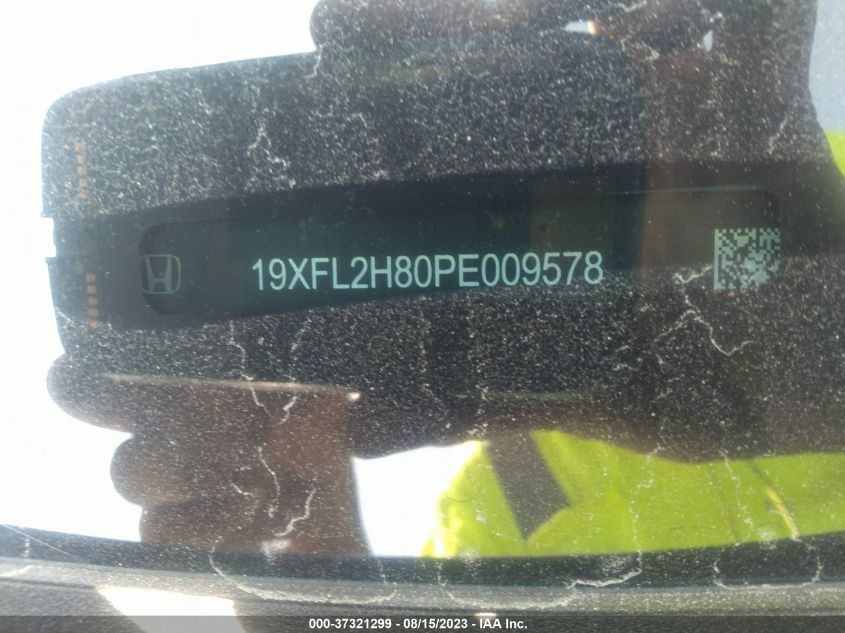 19XFL2H80PE009578
000-37321299 - 08/15/2023 - IAA Inc.